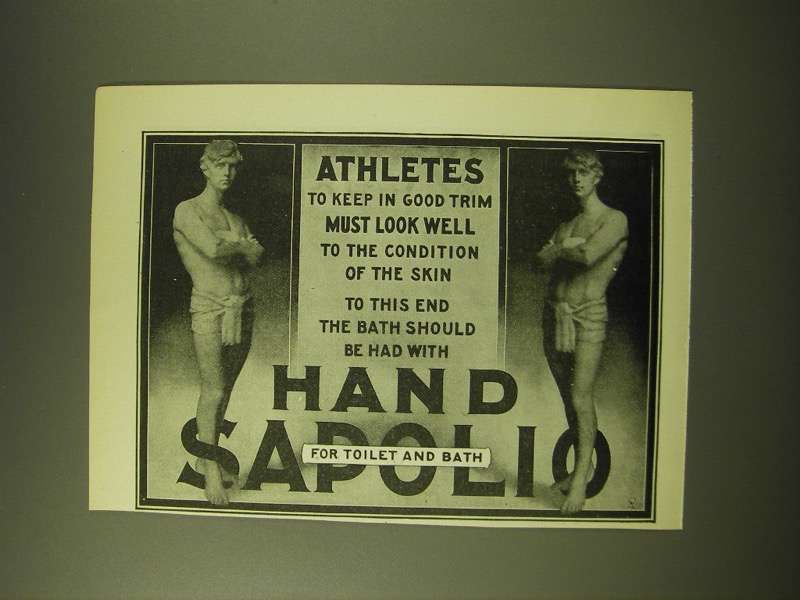 ATHLETES
TO KEEP IN GOOD TRIM
MUST LOOK WELL
TO THE CONDITION
OF THE SKIN
TO THIS END
THE BATH SHOULD
BE HAD WITH
HAND
SAPOLIO
FOR TOILET AND BATH